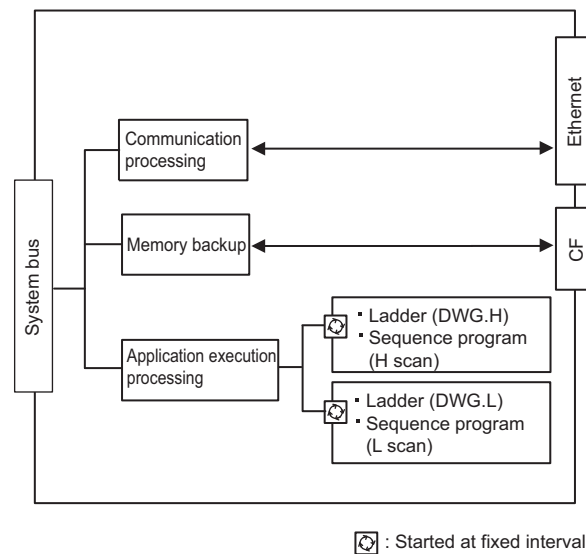 Communication
processing
Ethernet
System bus
Memory backup
CF
Application execution
processing
· Ladder (DWG.H)
· Sequence program
(H scan)
· Ladder (DWG.L)
· Sequence program
(L scan)
: Started at fixed interval